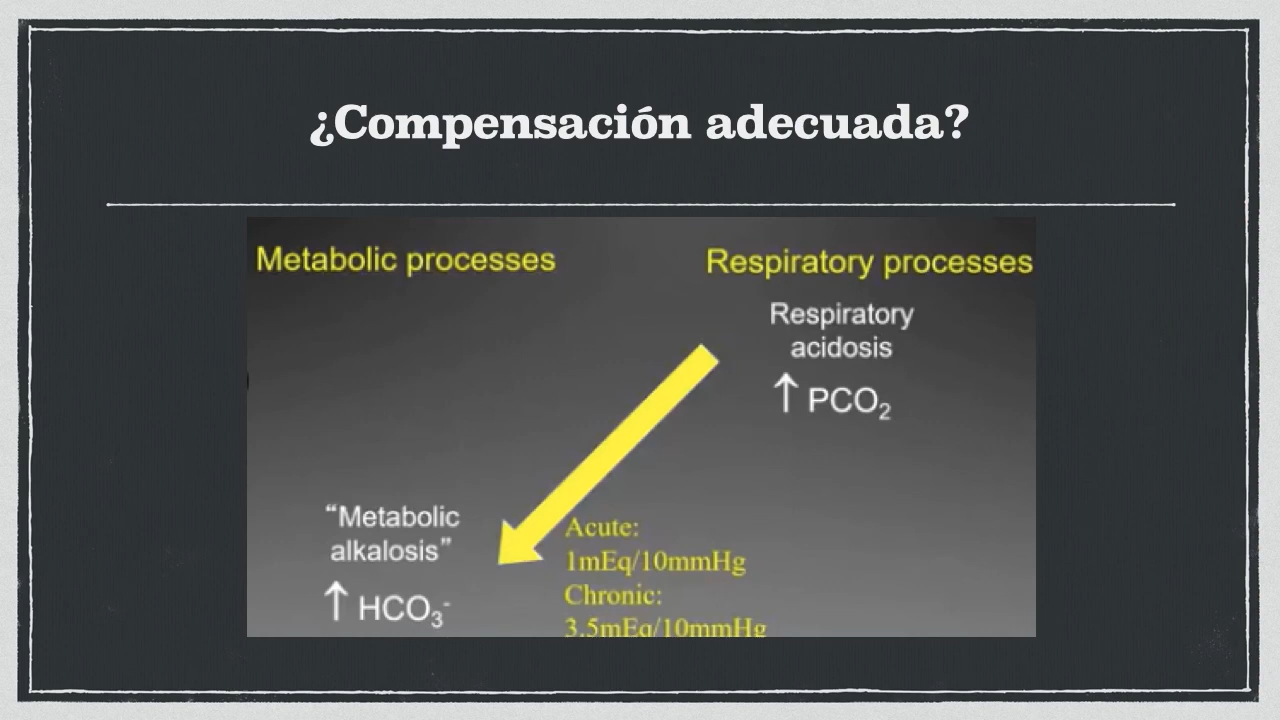 ¿Compensación adecuada?
Metabolic processes
Respiratory processes
Respiratory
acidosis
↑ PCO₂
“Metabolic
alkalosis”
↑ HCO₃⁻
Acute:
1mEq/10mmHg
Chronic:
3.5mEq/10mmHg